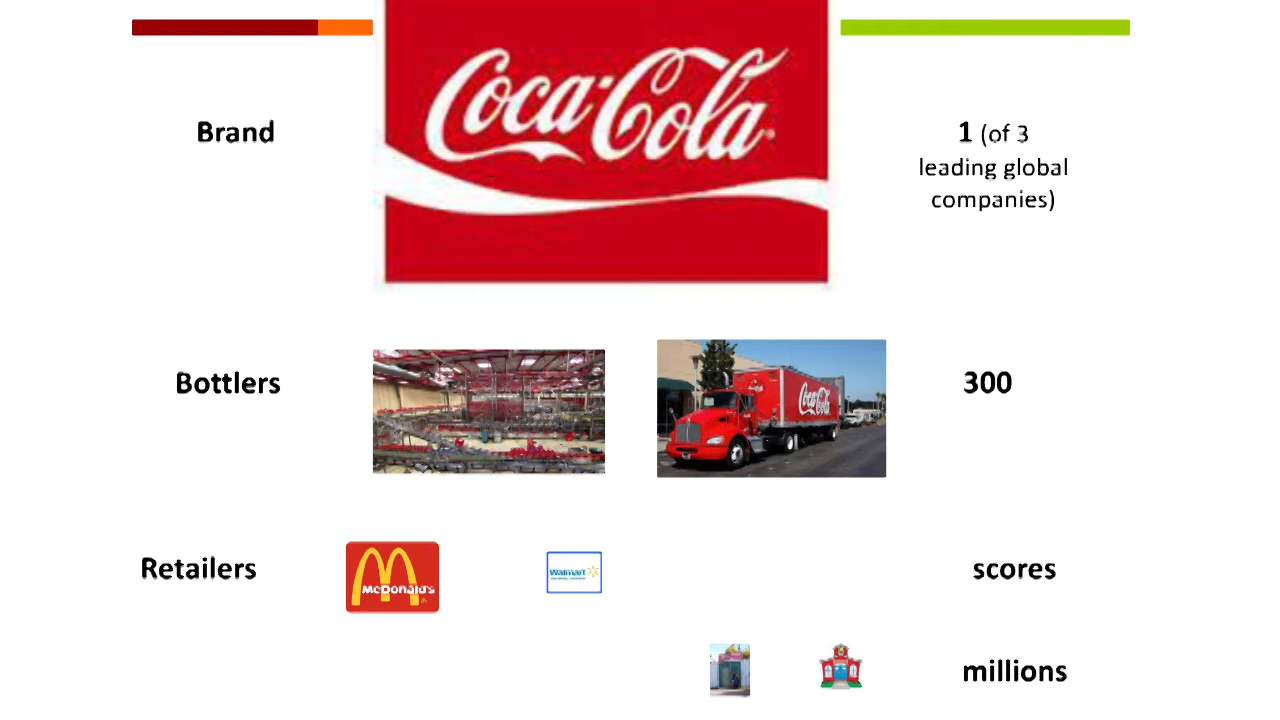 Coca-Cola
Brand
1 (of 3
leading global
companies)
Bottlers
Coca-Cola
300
Retailers
McDonald's
Walmart
scores
millions